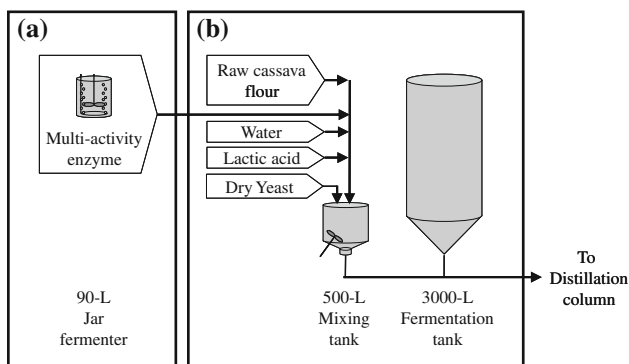 (a)
Multi-activity
enzyme
90-L
Jar
fermenter
(b)
Raw cassava
flour
Water
Lactic acid
Dry Yeast
500-L
Mixing
tank
3000-L
Fermentation
tank
To
Distillation
column